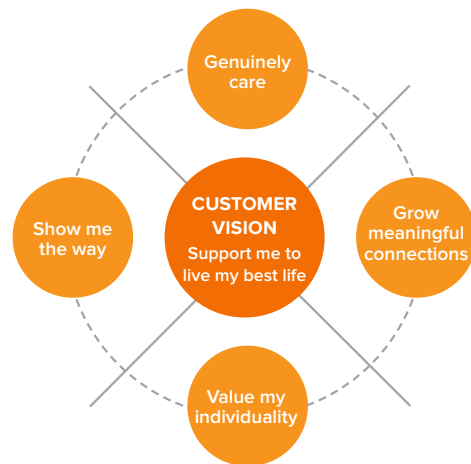 Genuinely
care
CUSTOMER
VISION
Support me to
live my best life
Show me
the way
Grow
meaningful
connections
Value my
individuality